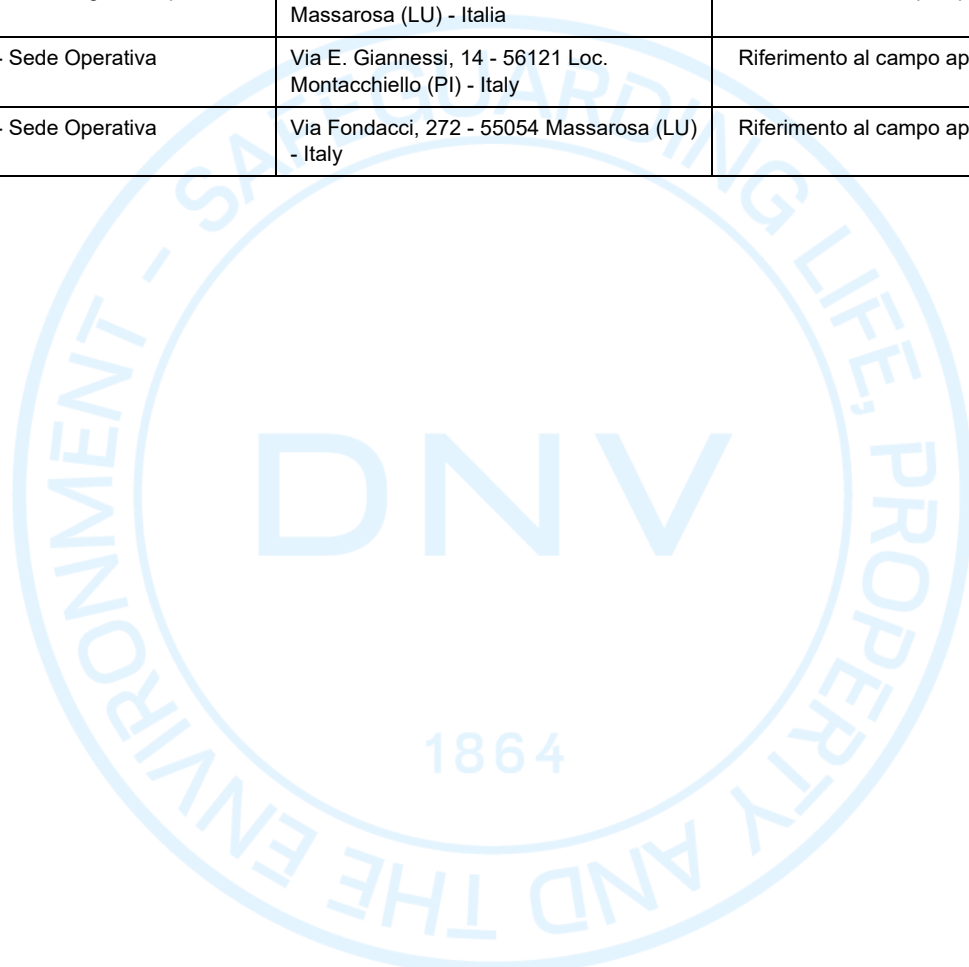 Massarosa (LU) - Italia
- Sede Operativa
Via E. Giannessi, 14 - 56121 Loc.
Montacchiello (PI) - Italy
Riferimento al campo ap
- Sede Operativa
Via Fondacci, 272 - 55054 Massarosa (LU)
- Italy
Riferimento al campo ap
SAFEGUARDING LIFE, PROPERTY AND THE ENVIRONMENT -
DNV
1864